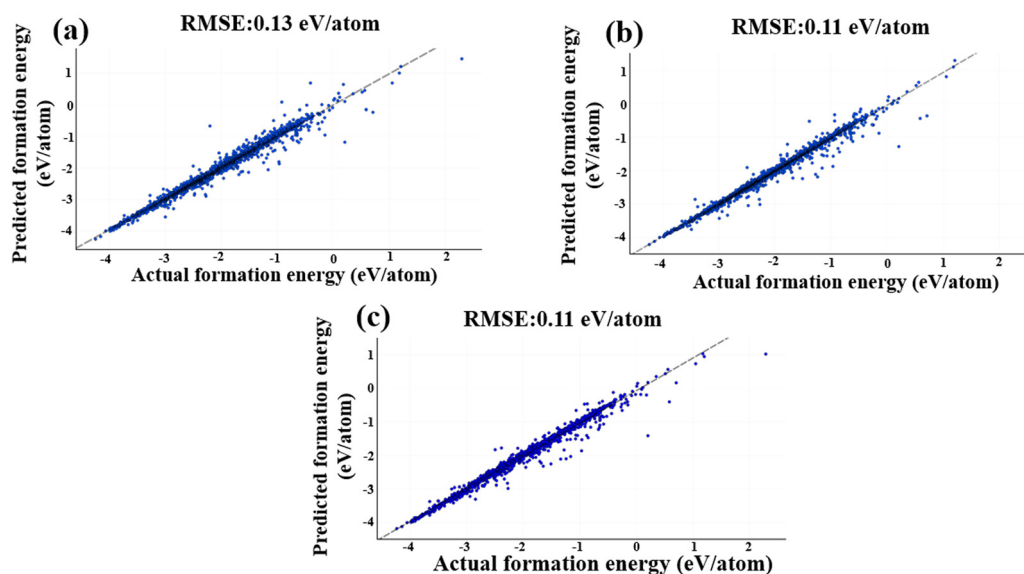 (a)
RMSE:0.13 eV/atom
Predicted formation energy
(eV/atom)
1
0
-1
-2
-3
-4
-4
-3
-2
-1
0
1
2
Actual formation energy (eV/atom)
(b)
RMSE:0.11 eV/atom
Predicted formation energy
(eV/atom)
1
0
-1
-2
-3
-4
-4
-3
-2
-1
0
1
2
Actual formation energy (eV/atom)
(c)
RMSE:0.11 eV/atom
Predicted formation energy
(eV/atom)
1
0
-1
-2
-3
-4
-4
-3
-2
-1
0
1
2
Actual formation energy (eV/atom)